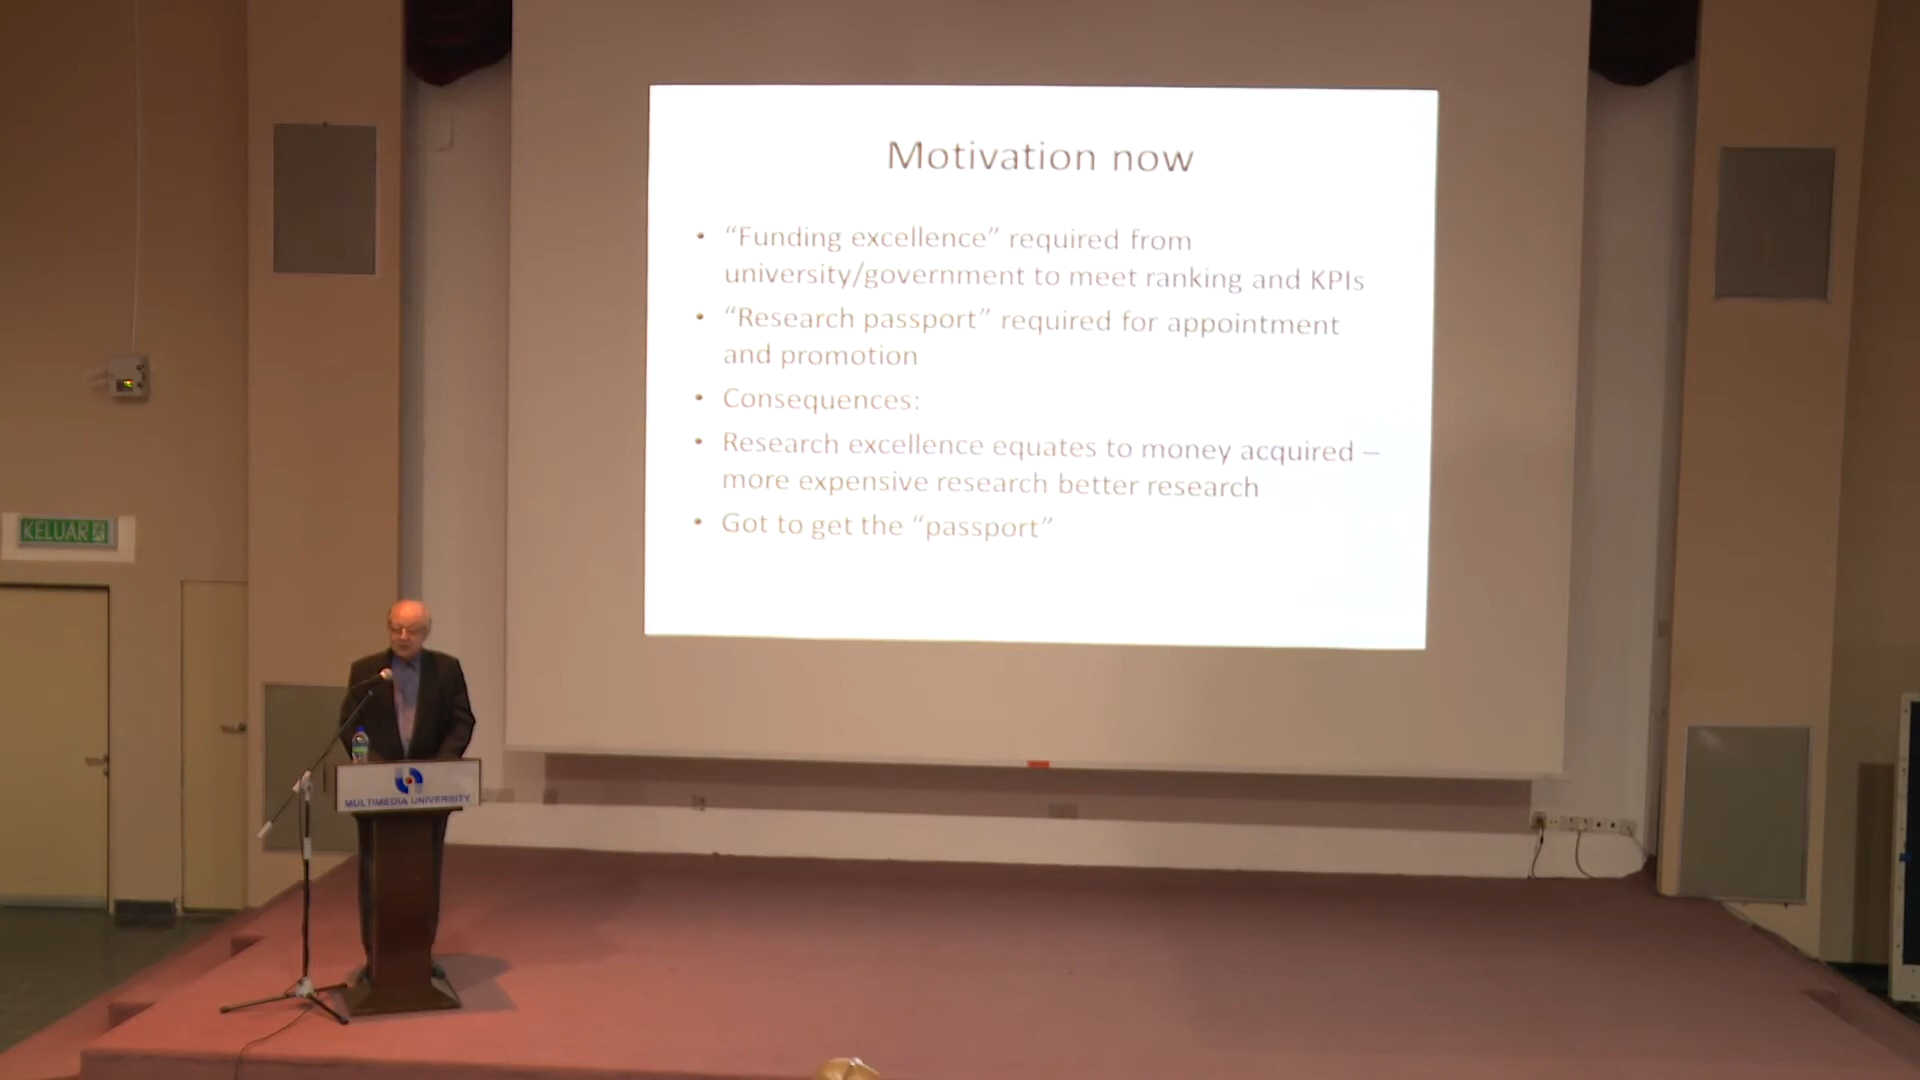 Motivation now
• “Funding excellence” required from
university/government to meet ranking and KPIs
• “Research passport” required for appointment
and promotion
• Consequences:
• Research excellence equates to money acquired –
more expensive research better research
• Got to get the “passport”
KELUAR
MULTIMEDIA UNIVERSITY